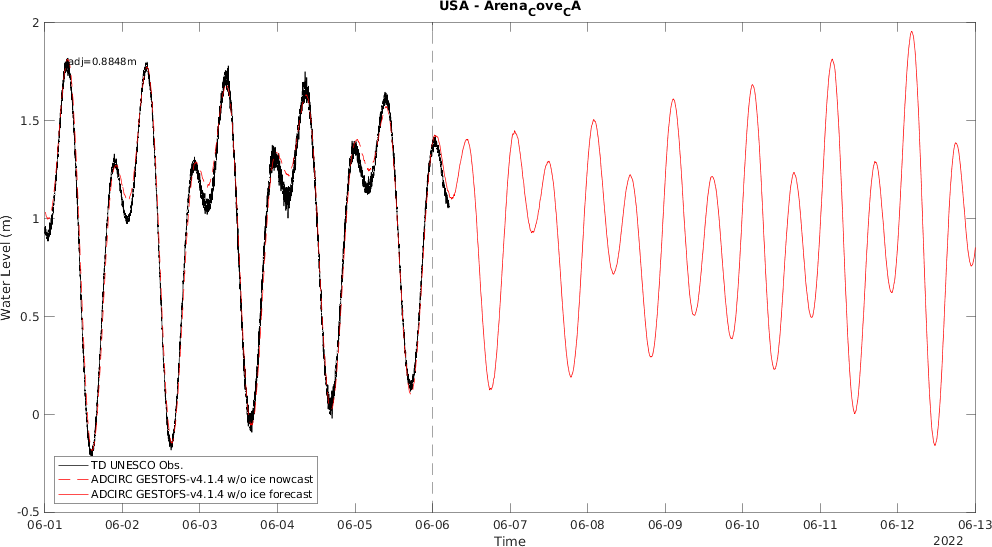 USA - ArenaCoveCA
adj=0.8848m
2
1.5
1
0.5
0
-0.5
Water Level (m)
TD UNESCO Obs.
ADCIRC GESTOFS-v4.1.4 w/o ice nowcast
ADCIRC GESTOFS-v4.1.4 w/o ice forecast
06-01 06-02 06-03 06-04 06-05 06-06 06-07 06-08 06-09 06-10 06-11 06-12 06-13
Time
2022